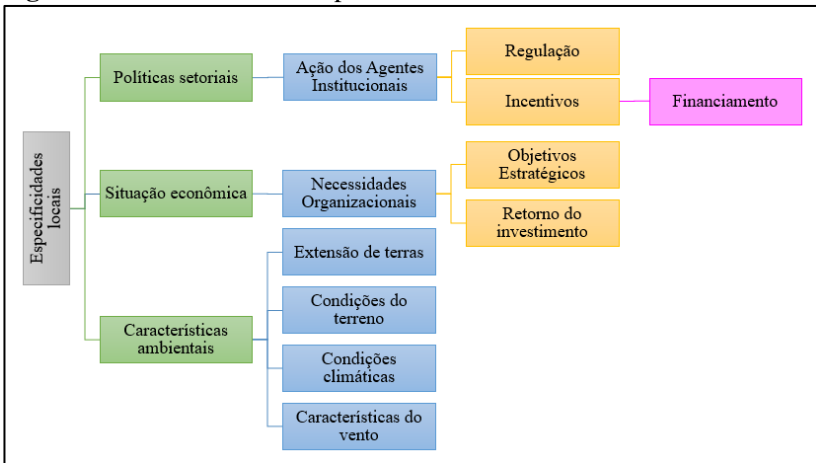 Especificidades
locais
Políticas setoriais
Ação dos Agentes
Institucionais
Regulação
Incentivos
Financiamento
Situação econômica
Necessidades
Organizacionais
Objetivos
Estratégicos
Retorno do
investimento
Características
ambientais
Extensão de terras
Condições do
terreno
Condições
climáticas
Características do
vento